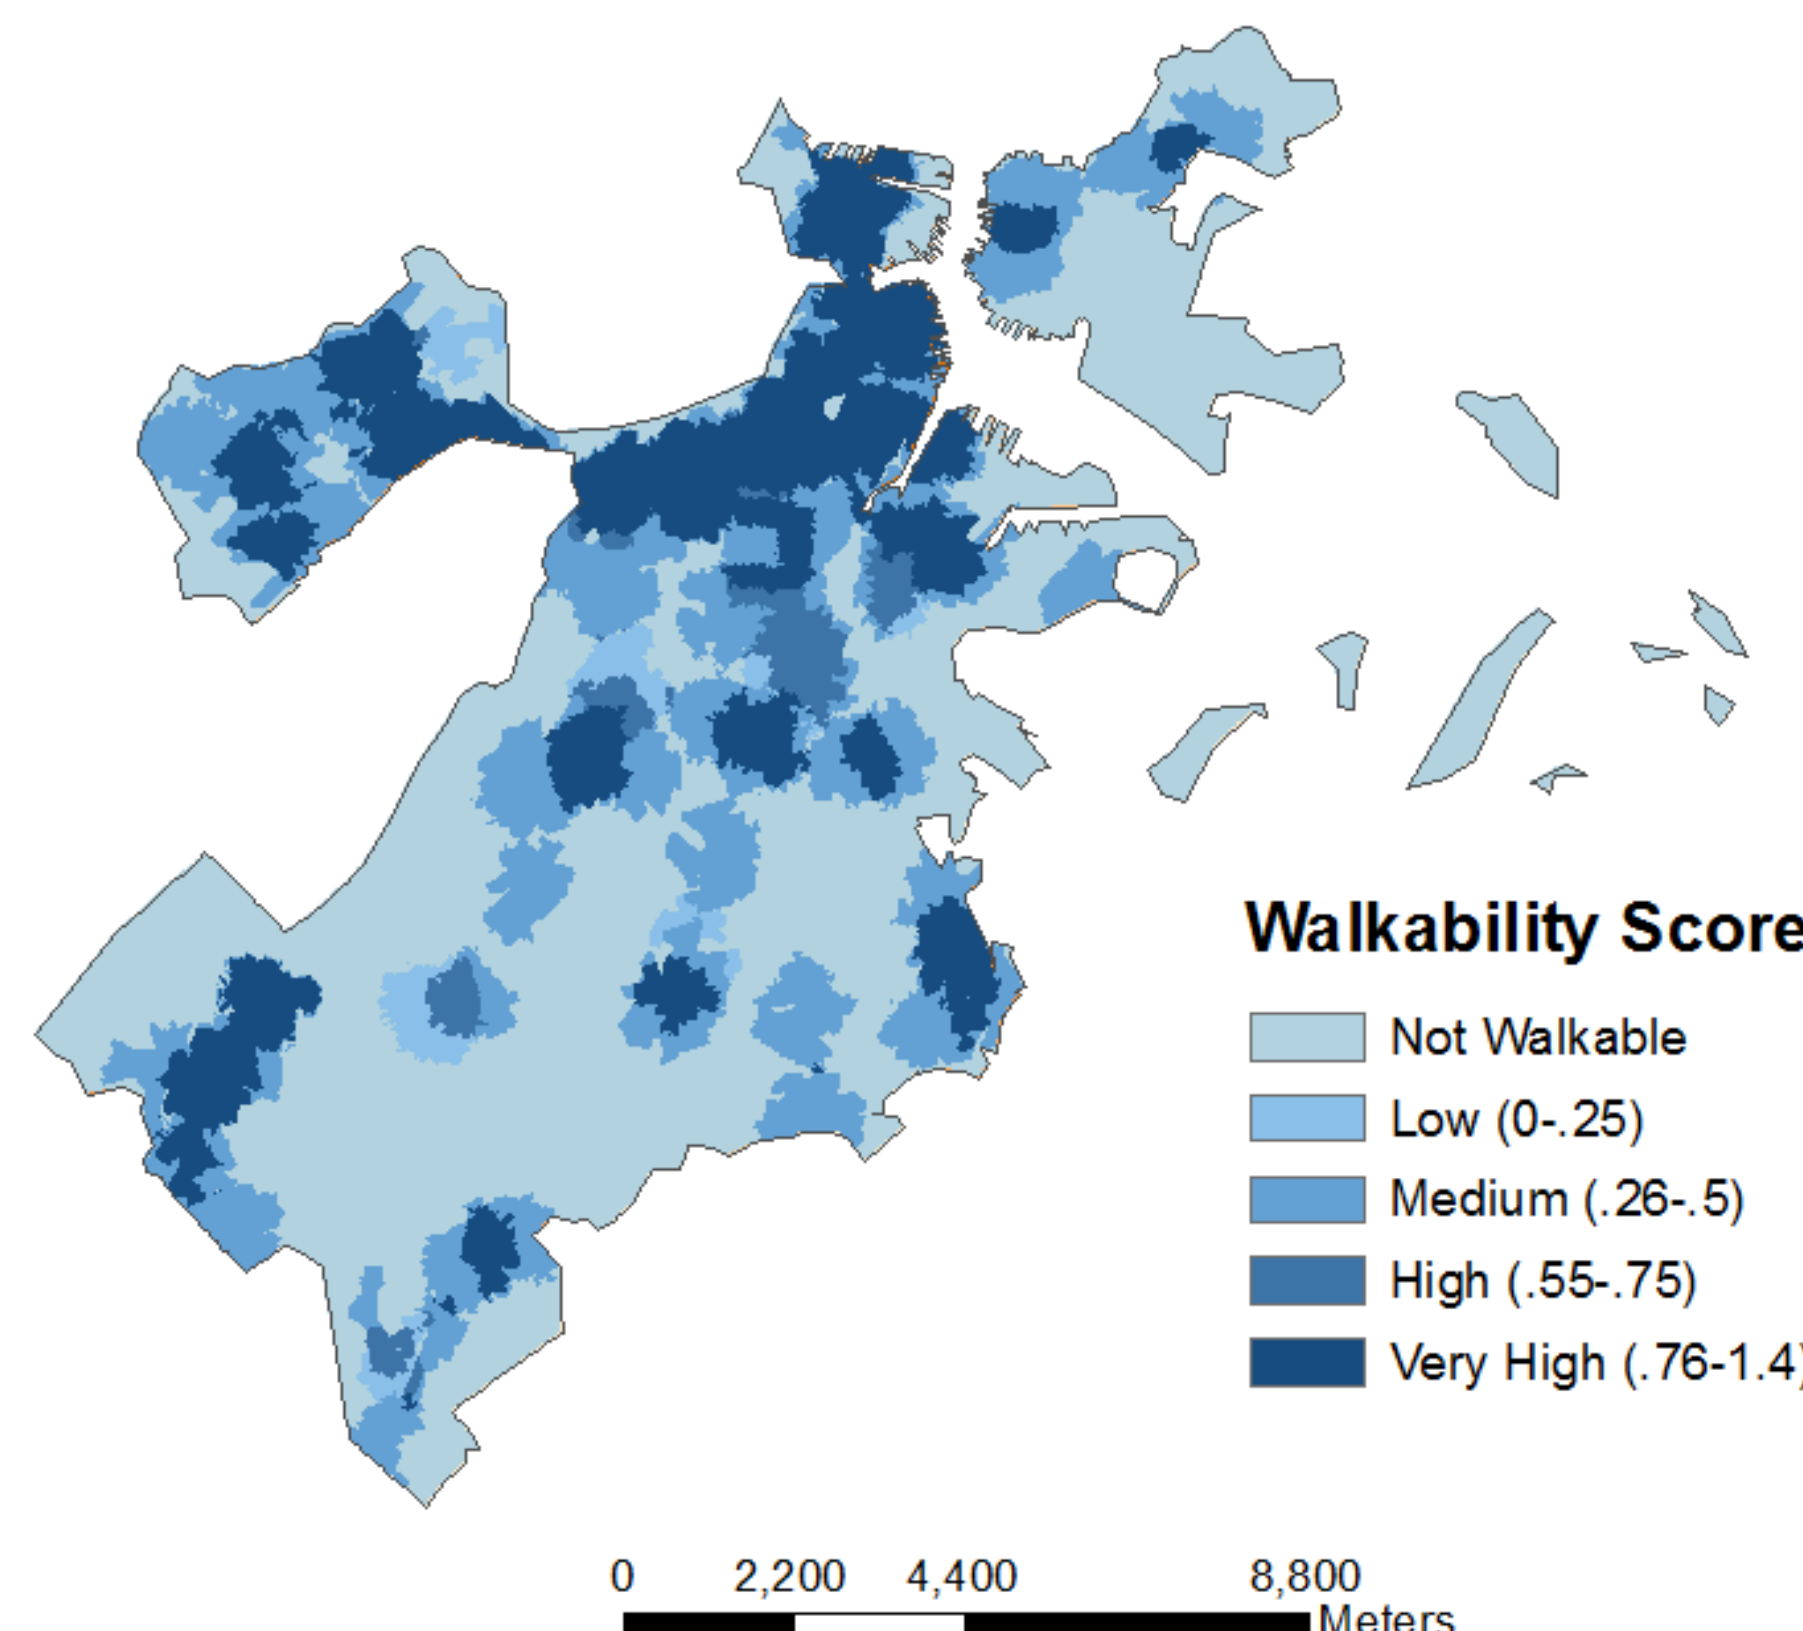 Walkability Score
Not Walkable
Low (0-.25)
Medium (.26-.5)
High (.55-.75)
Very High (.76-1.4)
0 2,200 4,400 8,800
Meters